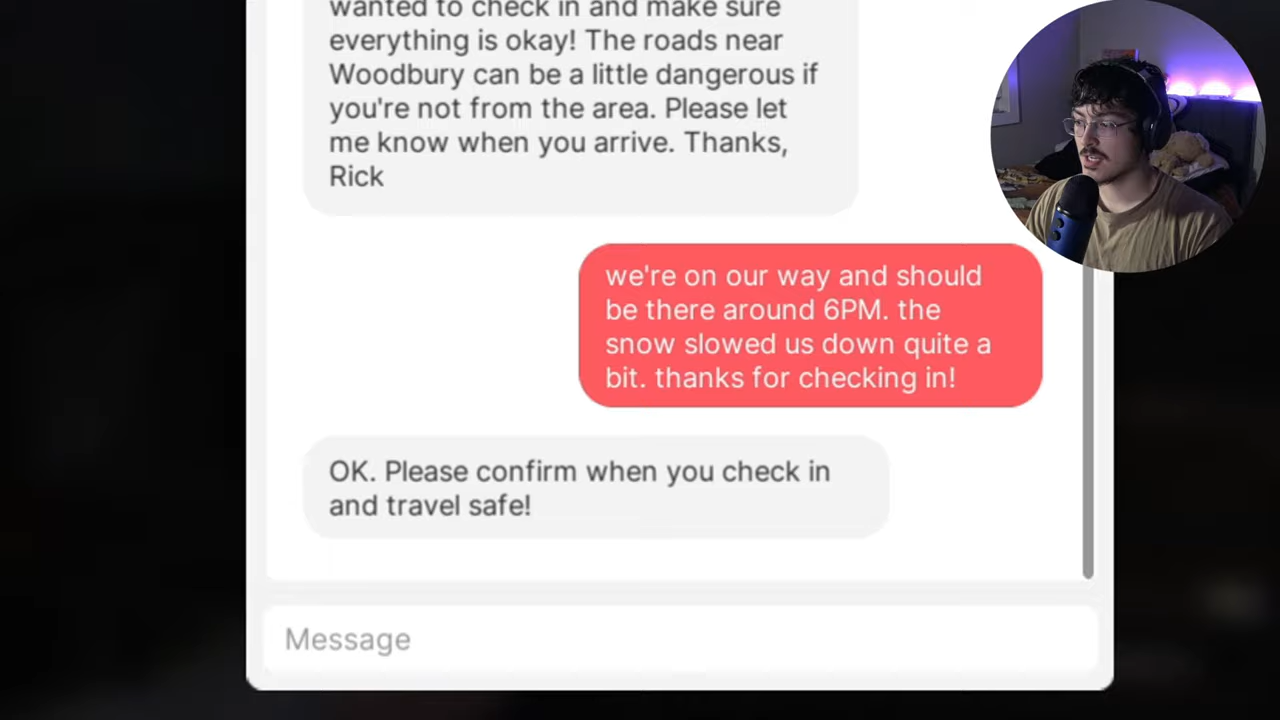 wanted to check in and make sure
everything is okay! The roads near
Woodbury can be a little dangerous if
you're not from the area. Please let
me know when you arrive. Thanks,
Rick
we're on our way and should
be there around 6PM. the
snow slowed us down quite a
bit. thanks for checking in!
OK. Please confirm when you check in
and travel safe!
Message